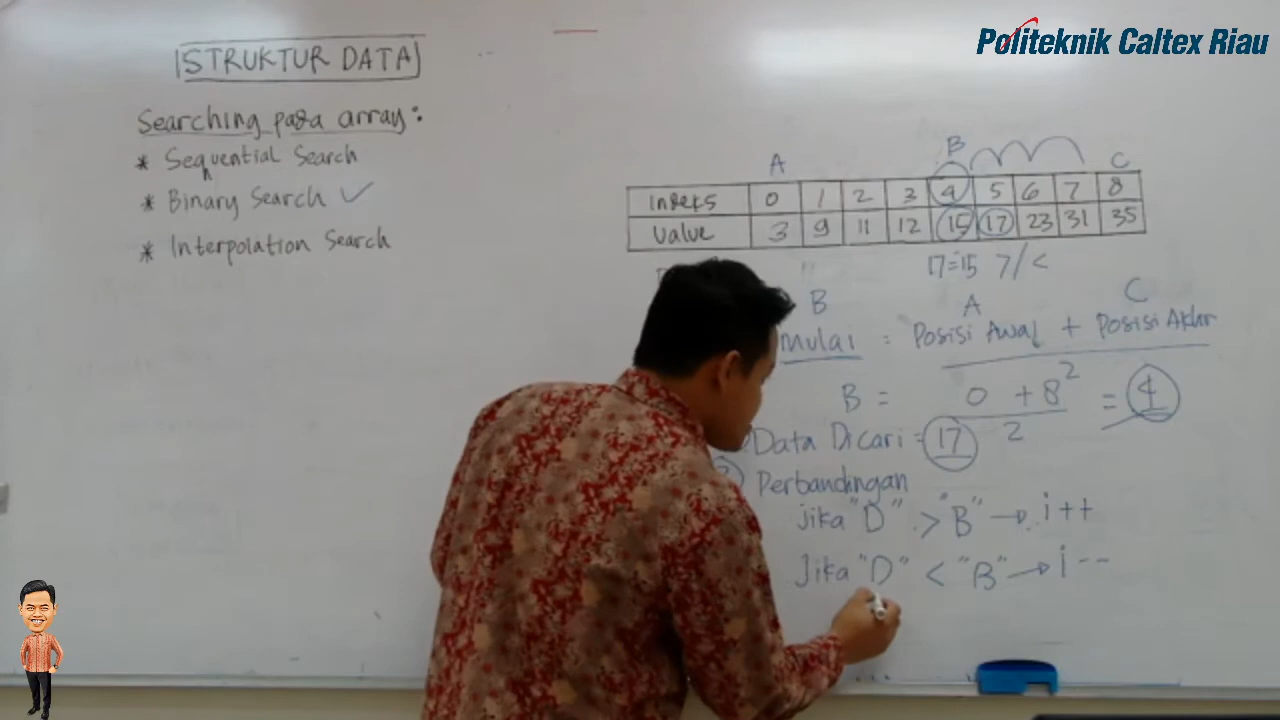 Politeknik Caltex Riau
STRUKTUR DATA
Searching pada array:
* Sequential Search
* Binary Search ✓
* Interpolation Search
A B C
Indeks 0 1 2 3 4 5 6 7 8
Value 3 9 11 12 15 17 23 31 35
17=15 >/<
B A C
mulai = Posisi Awal + Posisi Akhir
2
B = 0 + 8 = 4
2
Data Dicari = 17
Perbandingan
jika "D" > "B" → i++
Jika "D" < "B" → i--